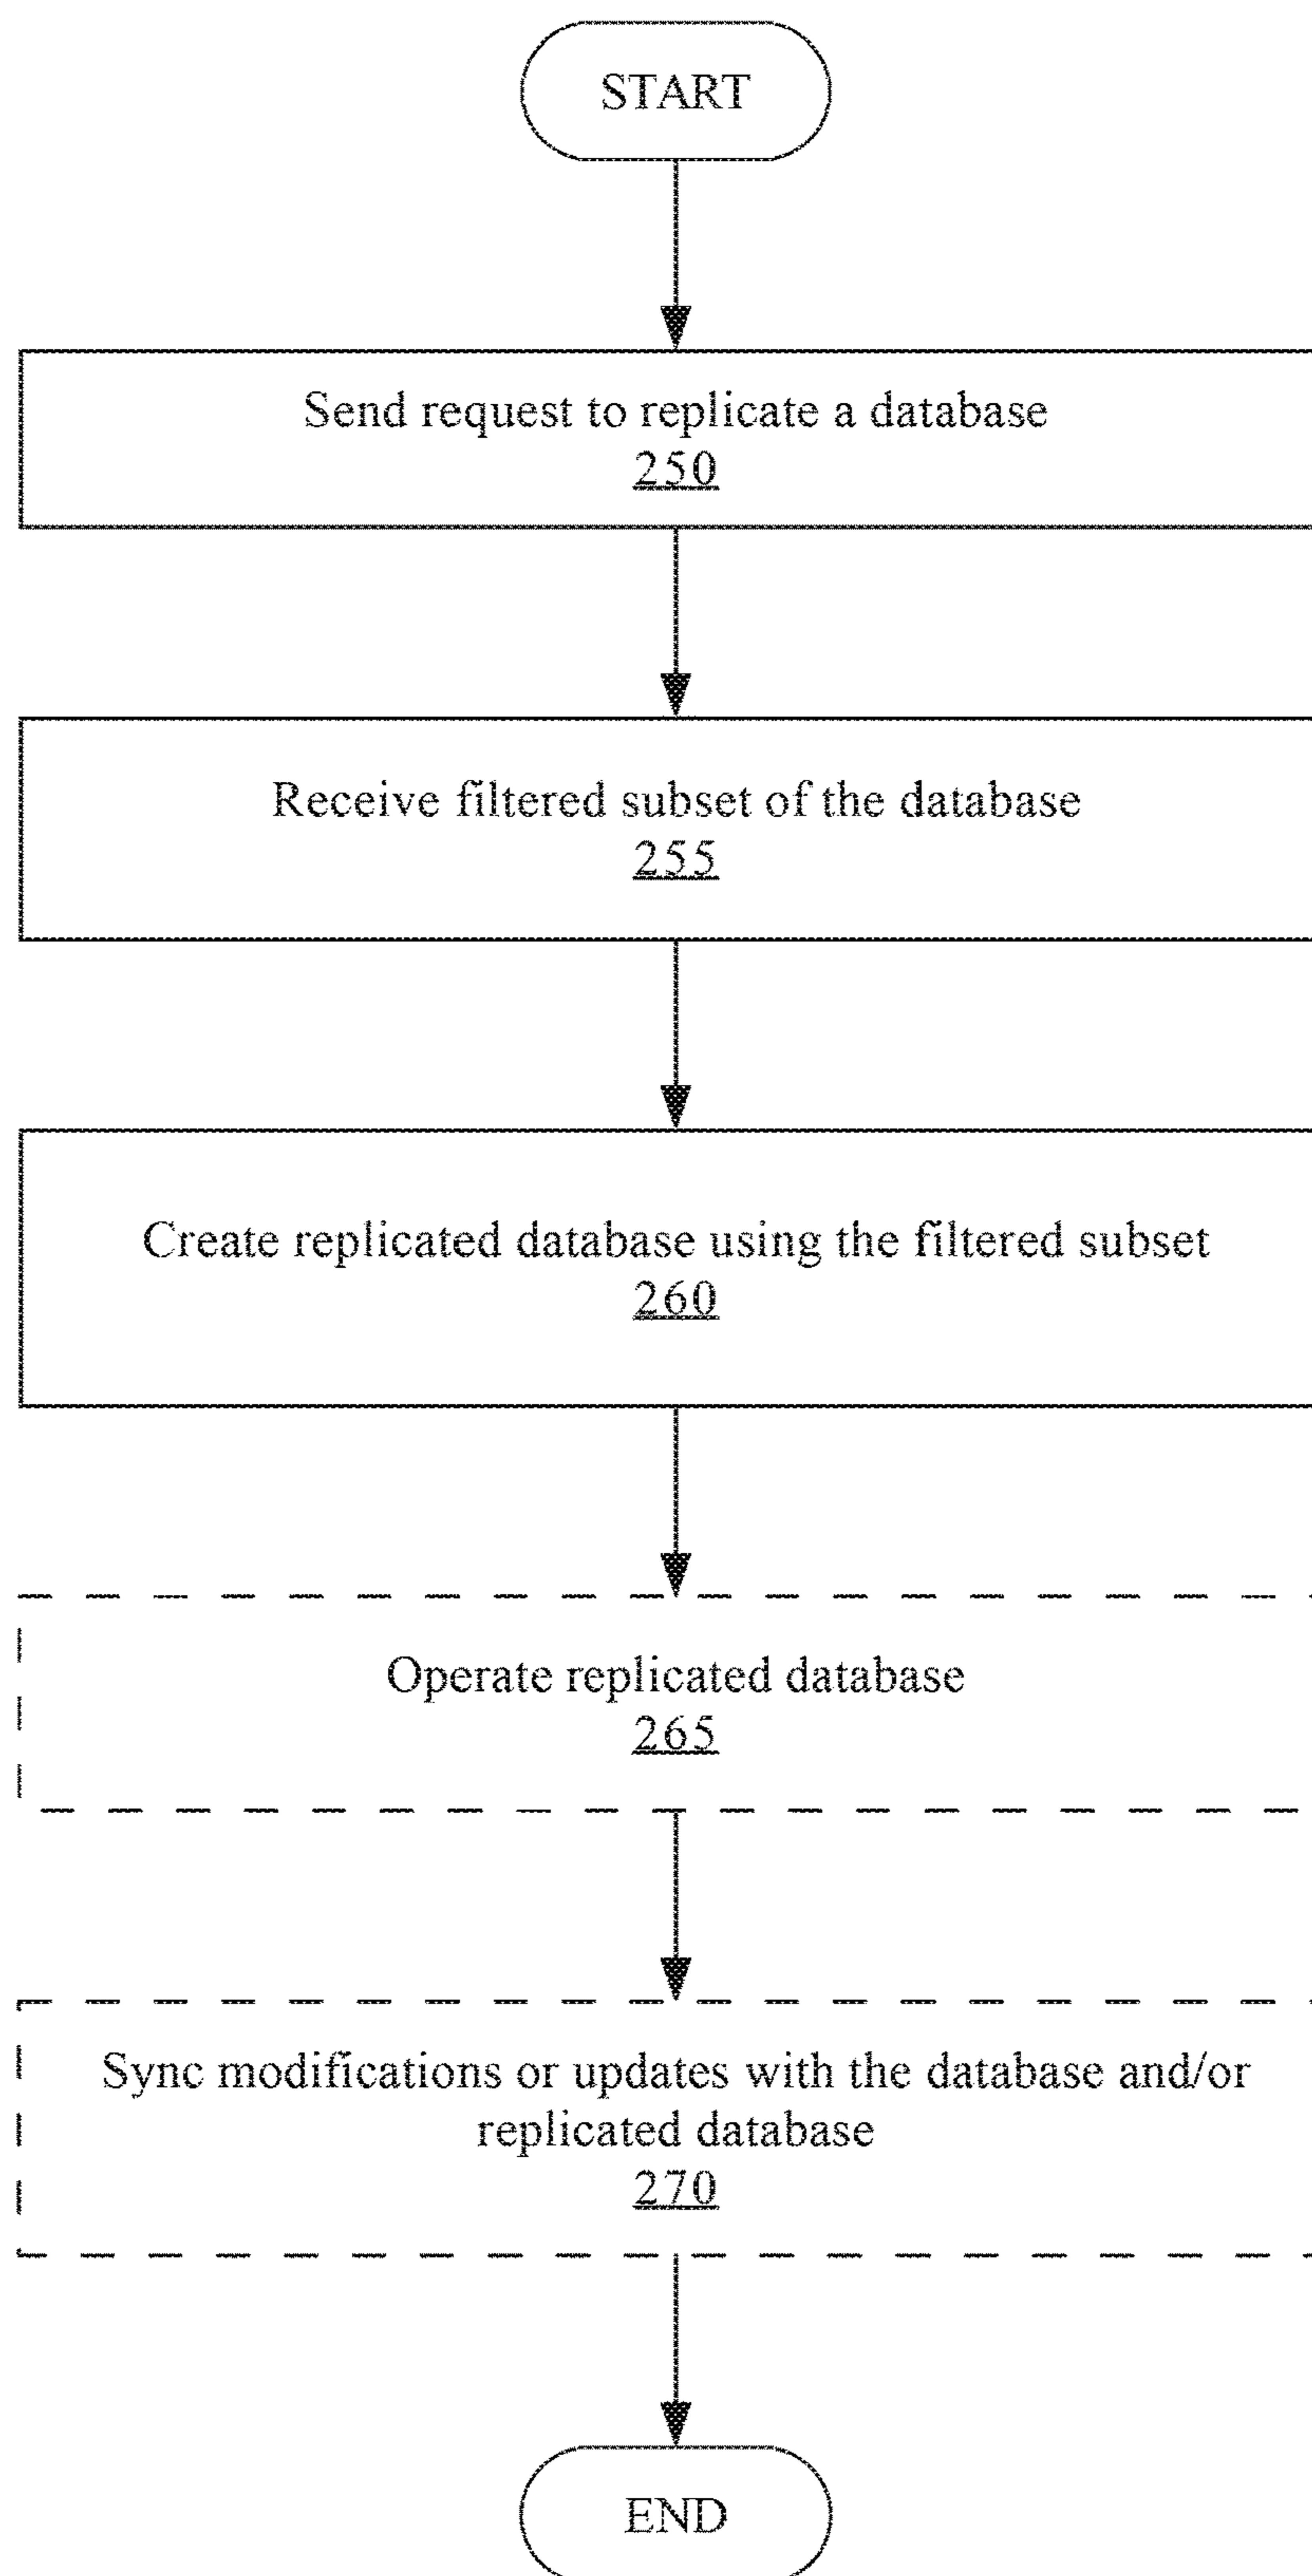 START
Send request to replicate a database
250
Receive filtered subset of the database
255
Create replicated database using the filtered subset
260
Operate replicated database
265
Sync modifications or updates with the database and/or
replicated database
270
END